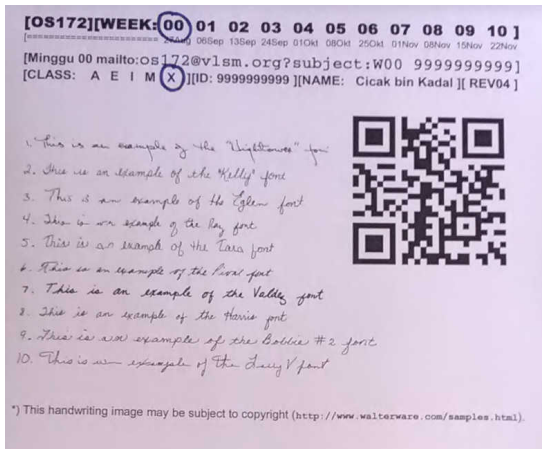 [OS172][WEEK: 00 01 02 03 04 05 06 07 08 09 10 ]
[==================== 27Aug 06Sep 13Sep 24Sep 01Okt 08Okt 25Okt 01Nov 08Nov 15Nov 22Nov
[Minggu 00 mailto:os172@vlsm.org?subject:W00 9999999999]
[CLASS: A E I M X ][ID: 9999999999 ][NAME: Cicak bin Kadal ][ REV04 ]
1. This is an example of the "Hightower" font
2. This is an example of the "Kelly" font
3. This is an example of the Eglen font
4. This is an example of the Ray font
5. This is an example of the Tara font
6. This is an example of the font
7. This is an example of the Valdez font
8. This is an example of the Harris font
9. This is an example of the Bobbie #2 font
10. This is an example of the Larry V font
*) This handwriting image may be subject to copyright (http://www.walterware.com/samples.html).